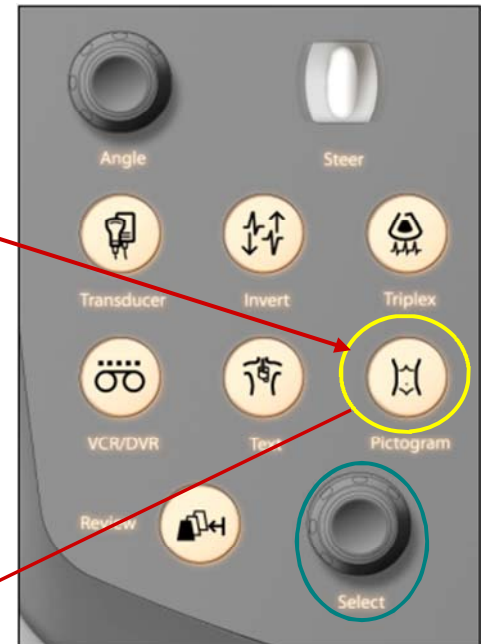 Angle
Steer
Transducer
Invert
Triplex
VCR/DVR
Text
Pictogram
Review
Select